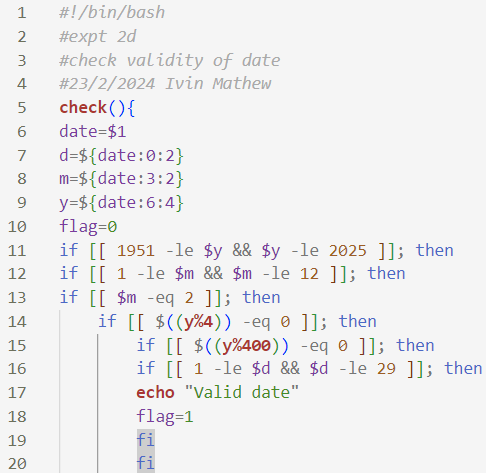 1 #!/bin/bash
2 #expt 2d
3 #check validity of date
4 #23/2/2024 Ivin Mathew
5 check(){
6 date=$1
7 d=${date:0:2}
8 m=${date:3:2}
9 y=${date:6:4}
10 flag=0
11 if [[ 1951 -le $y && $y -le 2025 ]]; then
12 if [[ 1 -le $m && $m -le 12 ]]; then
13 if [[ $m -eq 2 ]]; then
14 if [[ $((y%4)) -eq 0 ]]; then
15 if [[ $((y%400)) -eq 0 ]]; then
16 if [[ 1 -le $d && $d -le 29 ]]; then
17 echo "Valid date"
18 flag=1
19 fi
20 fi